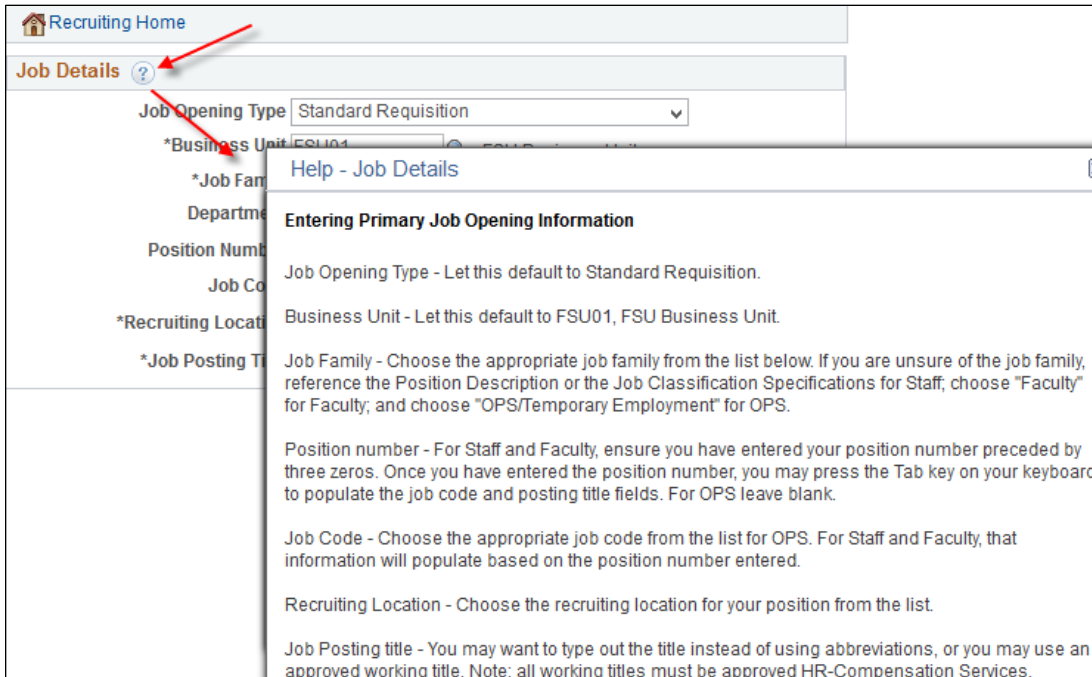 Recruiting Home
Job Details ?
Job Opening Type Standard Requisition
*Business Unit FSU01
Help - Job Details
*Job
Entering Primary Job Opening Information
Position
Job Opening Type - Let this default to Standard Requisition.
Job
*Recruiting
Business Unit - Let this default to FSU01, FSU Business Unit.
*Job Posting
Job Family - Choose the appropriate job family from the list below. If you are unsure of the job family,
reference the Position Description or the Job Classification Specifications for Staff; choose "Faculty"
for Faculty; and choose "OPS/Temporary Employment" for OPS.
Position number - For Staff and Faculty, ensure you have entered your position number preceded by
three zeros. Once you have entered the position number, you may press the Tab key on your keyboard
to populate the job code and posting title fields. For OPS leave blank.
Job Code - Choose the appropriate job code from the list for OPS. For Staff and Faculty, that
information will populate based on the position number entered.
Recruiting Location - Choose the recruiting location for your position from the list.
Job Posting title - You may want to type out the title instead of using abbreviations, or you may use an
approved working title. Note: all working titles must be approved HR-Compensation Services.